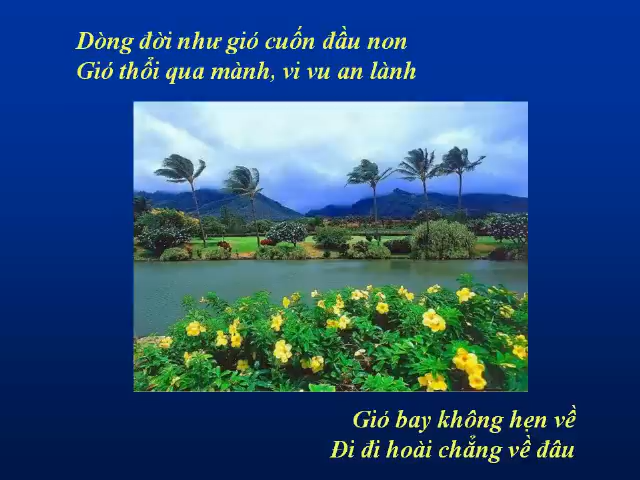 Dòng đời như gió cuốn đầu non
Gió thổi qua mành, vi vu an lành
Gió bay không hẹn về
Đi đi hoài chẳng về đâu